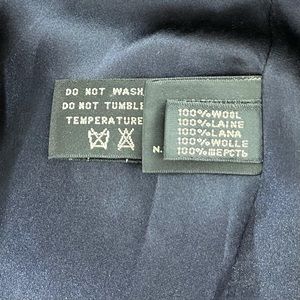 DO NOT WASH
DO NOT TUMBLE
TEMPERATURE
N.
100%WOOL
100%LAINE
100%LANA
100%WOLLE
100%ШЕРСТЬ